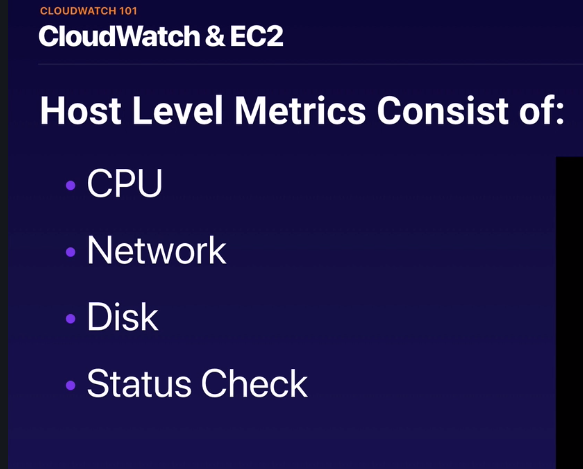 CLOUDWATCH 101
CloudWatch & EC2
Host Level Metrics Consist of:
• CPU
• Network
• Disk
• Status Check